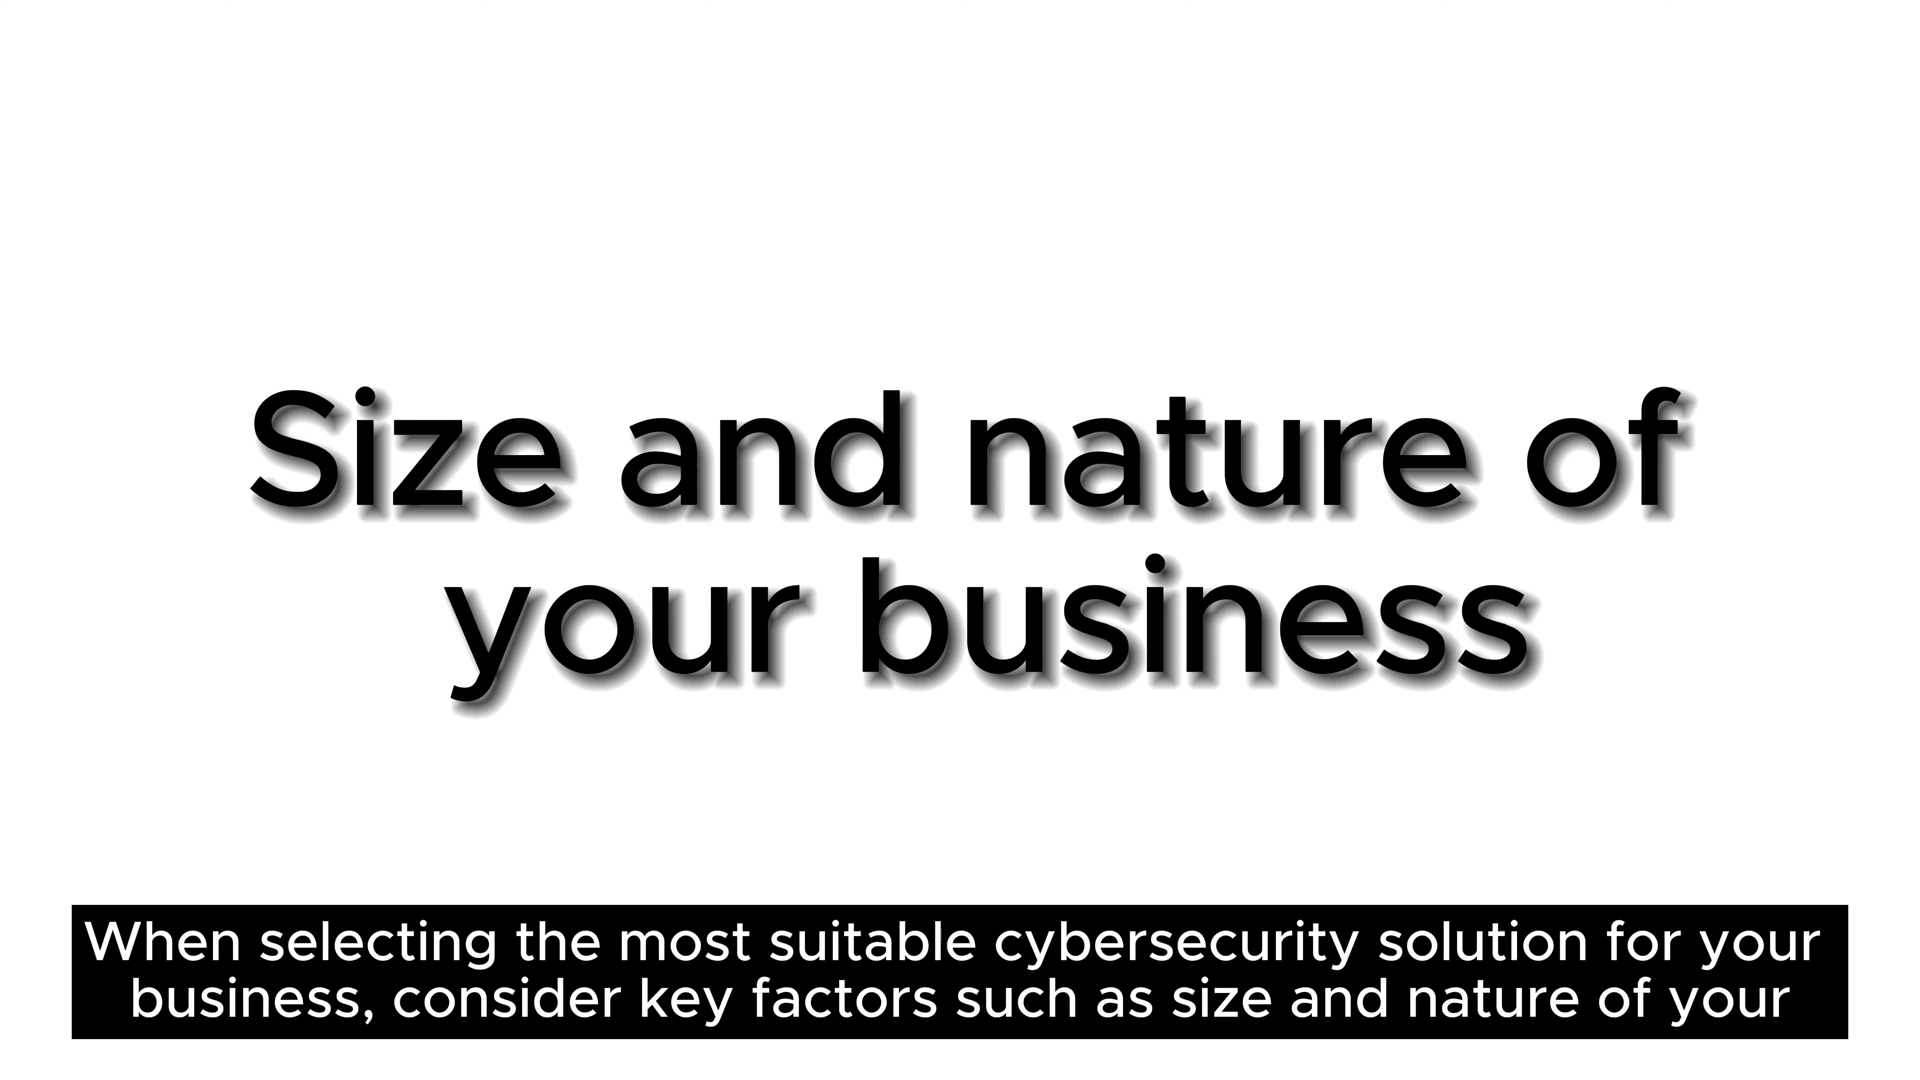 Size and nature of
your business
When selecting the most suitable cybersecurity solution for your
business, consider key factors such as size and nature of your